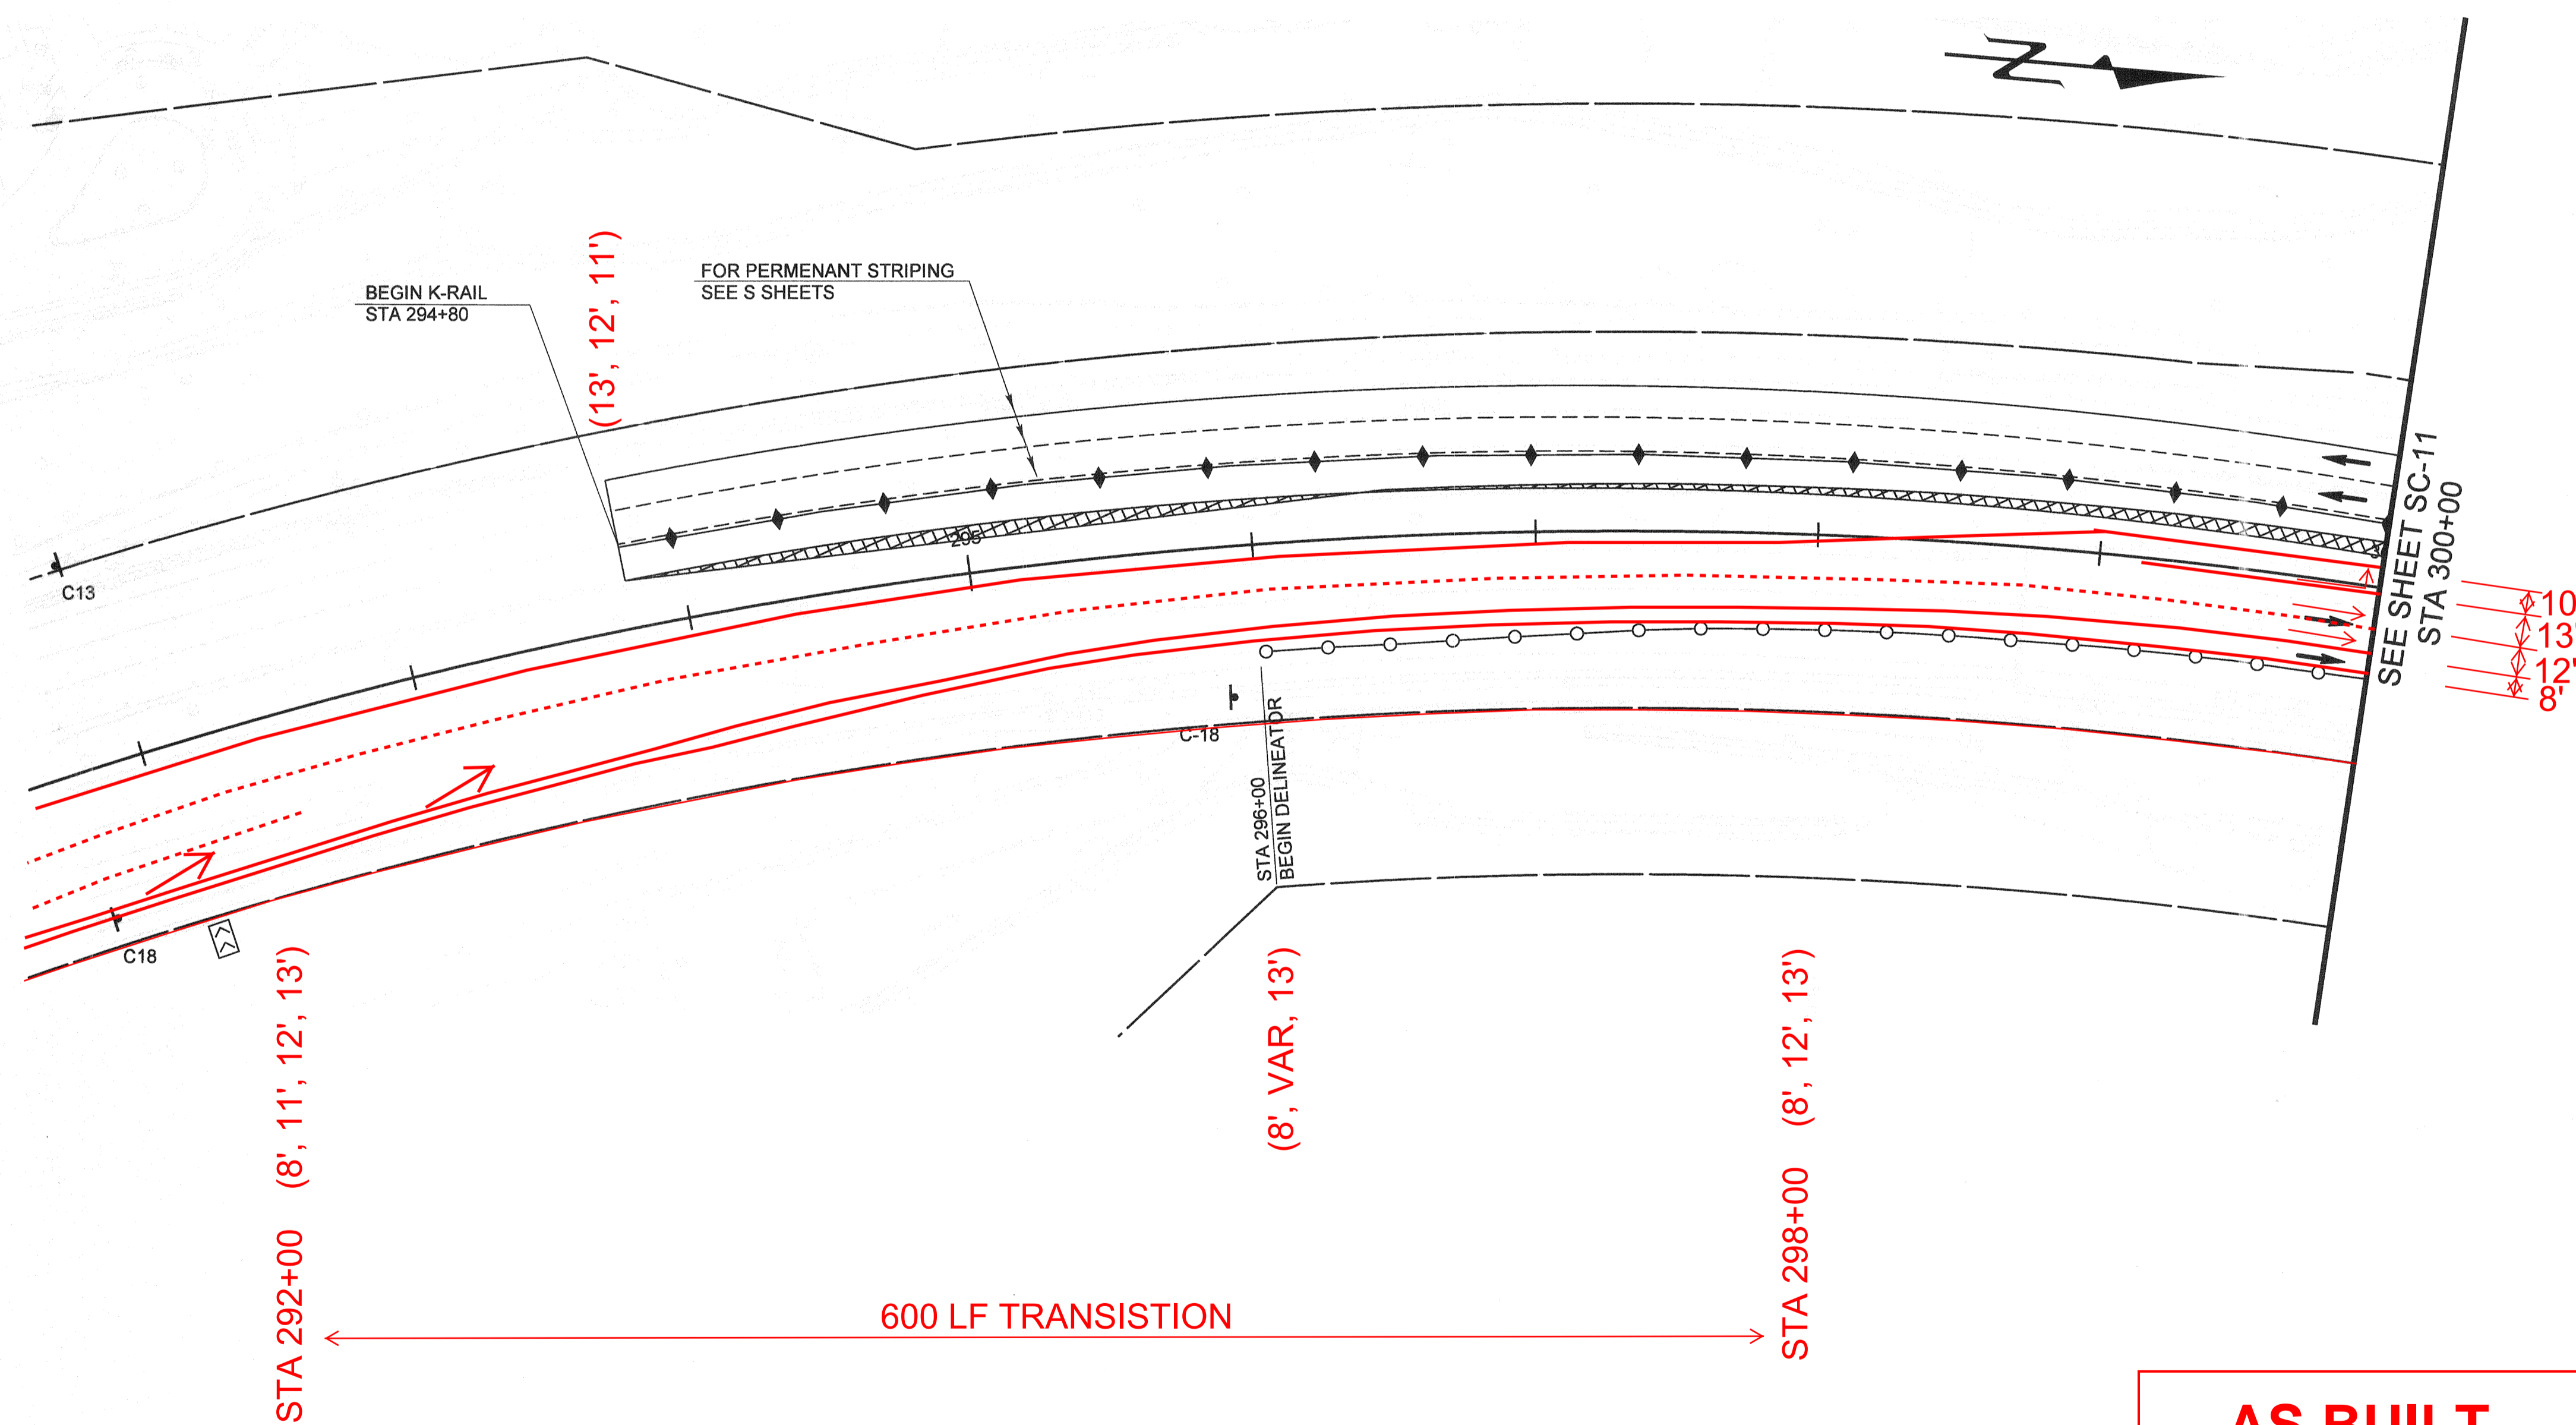 BEGIN K-RAIL
STA 294+80
(13', 12', 11')
FOR PERMENANT STRIPING
SEE S SHEETS
C13
295
SEE SHEET SC-11
STA 300+00
10
13
12'
8'
C-18
STA 296+00
BEGIN DELINEATOR
C18
STA 292+00 (8', 11', 12', 13')
(8', VAR, 13')
STA 298+00 (8', 12', 13')
600 LF TRANSISTION
AS BUILT